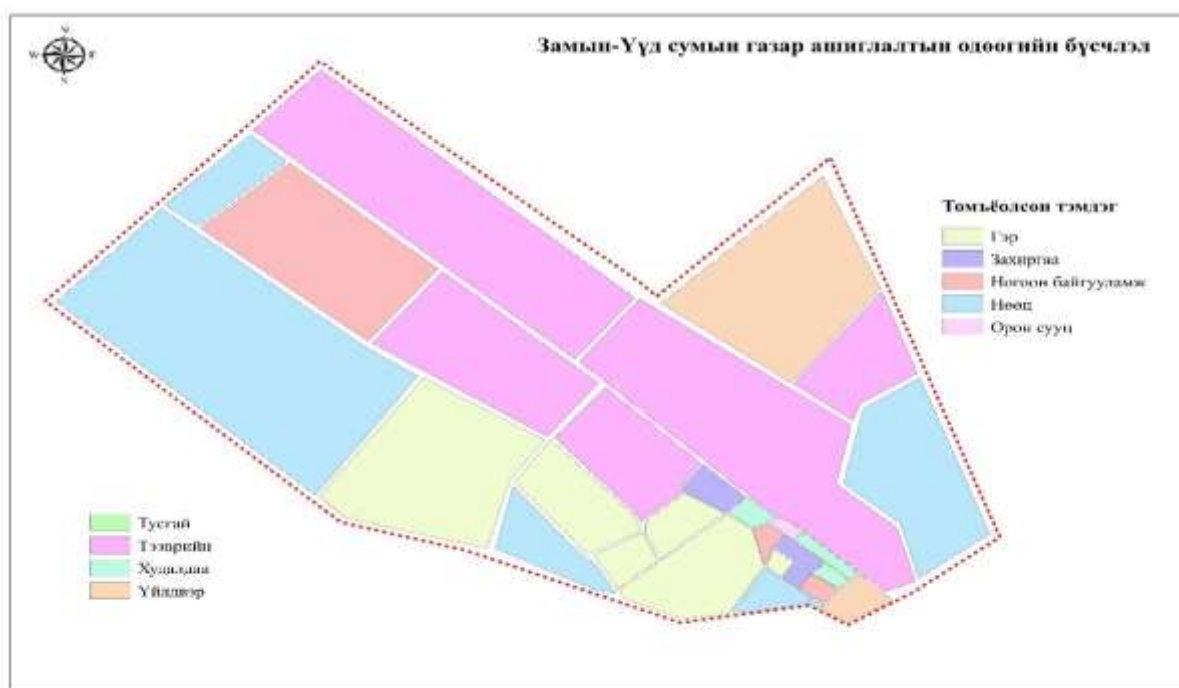 Замын-Үүд сумын газар ашиглалтын одоогийн бүсчлэл
N
W
E
S
Томъёолсон тэмдэг
Гэр
Захиргаа
Ногоон байгууламж
Нөөц
Орон сууц
Тусгай
Тээврийн
Худалдаа
Үйлдвэр